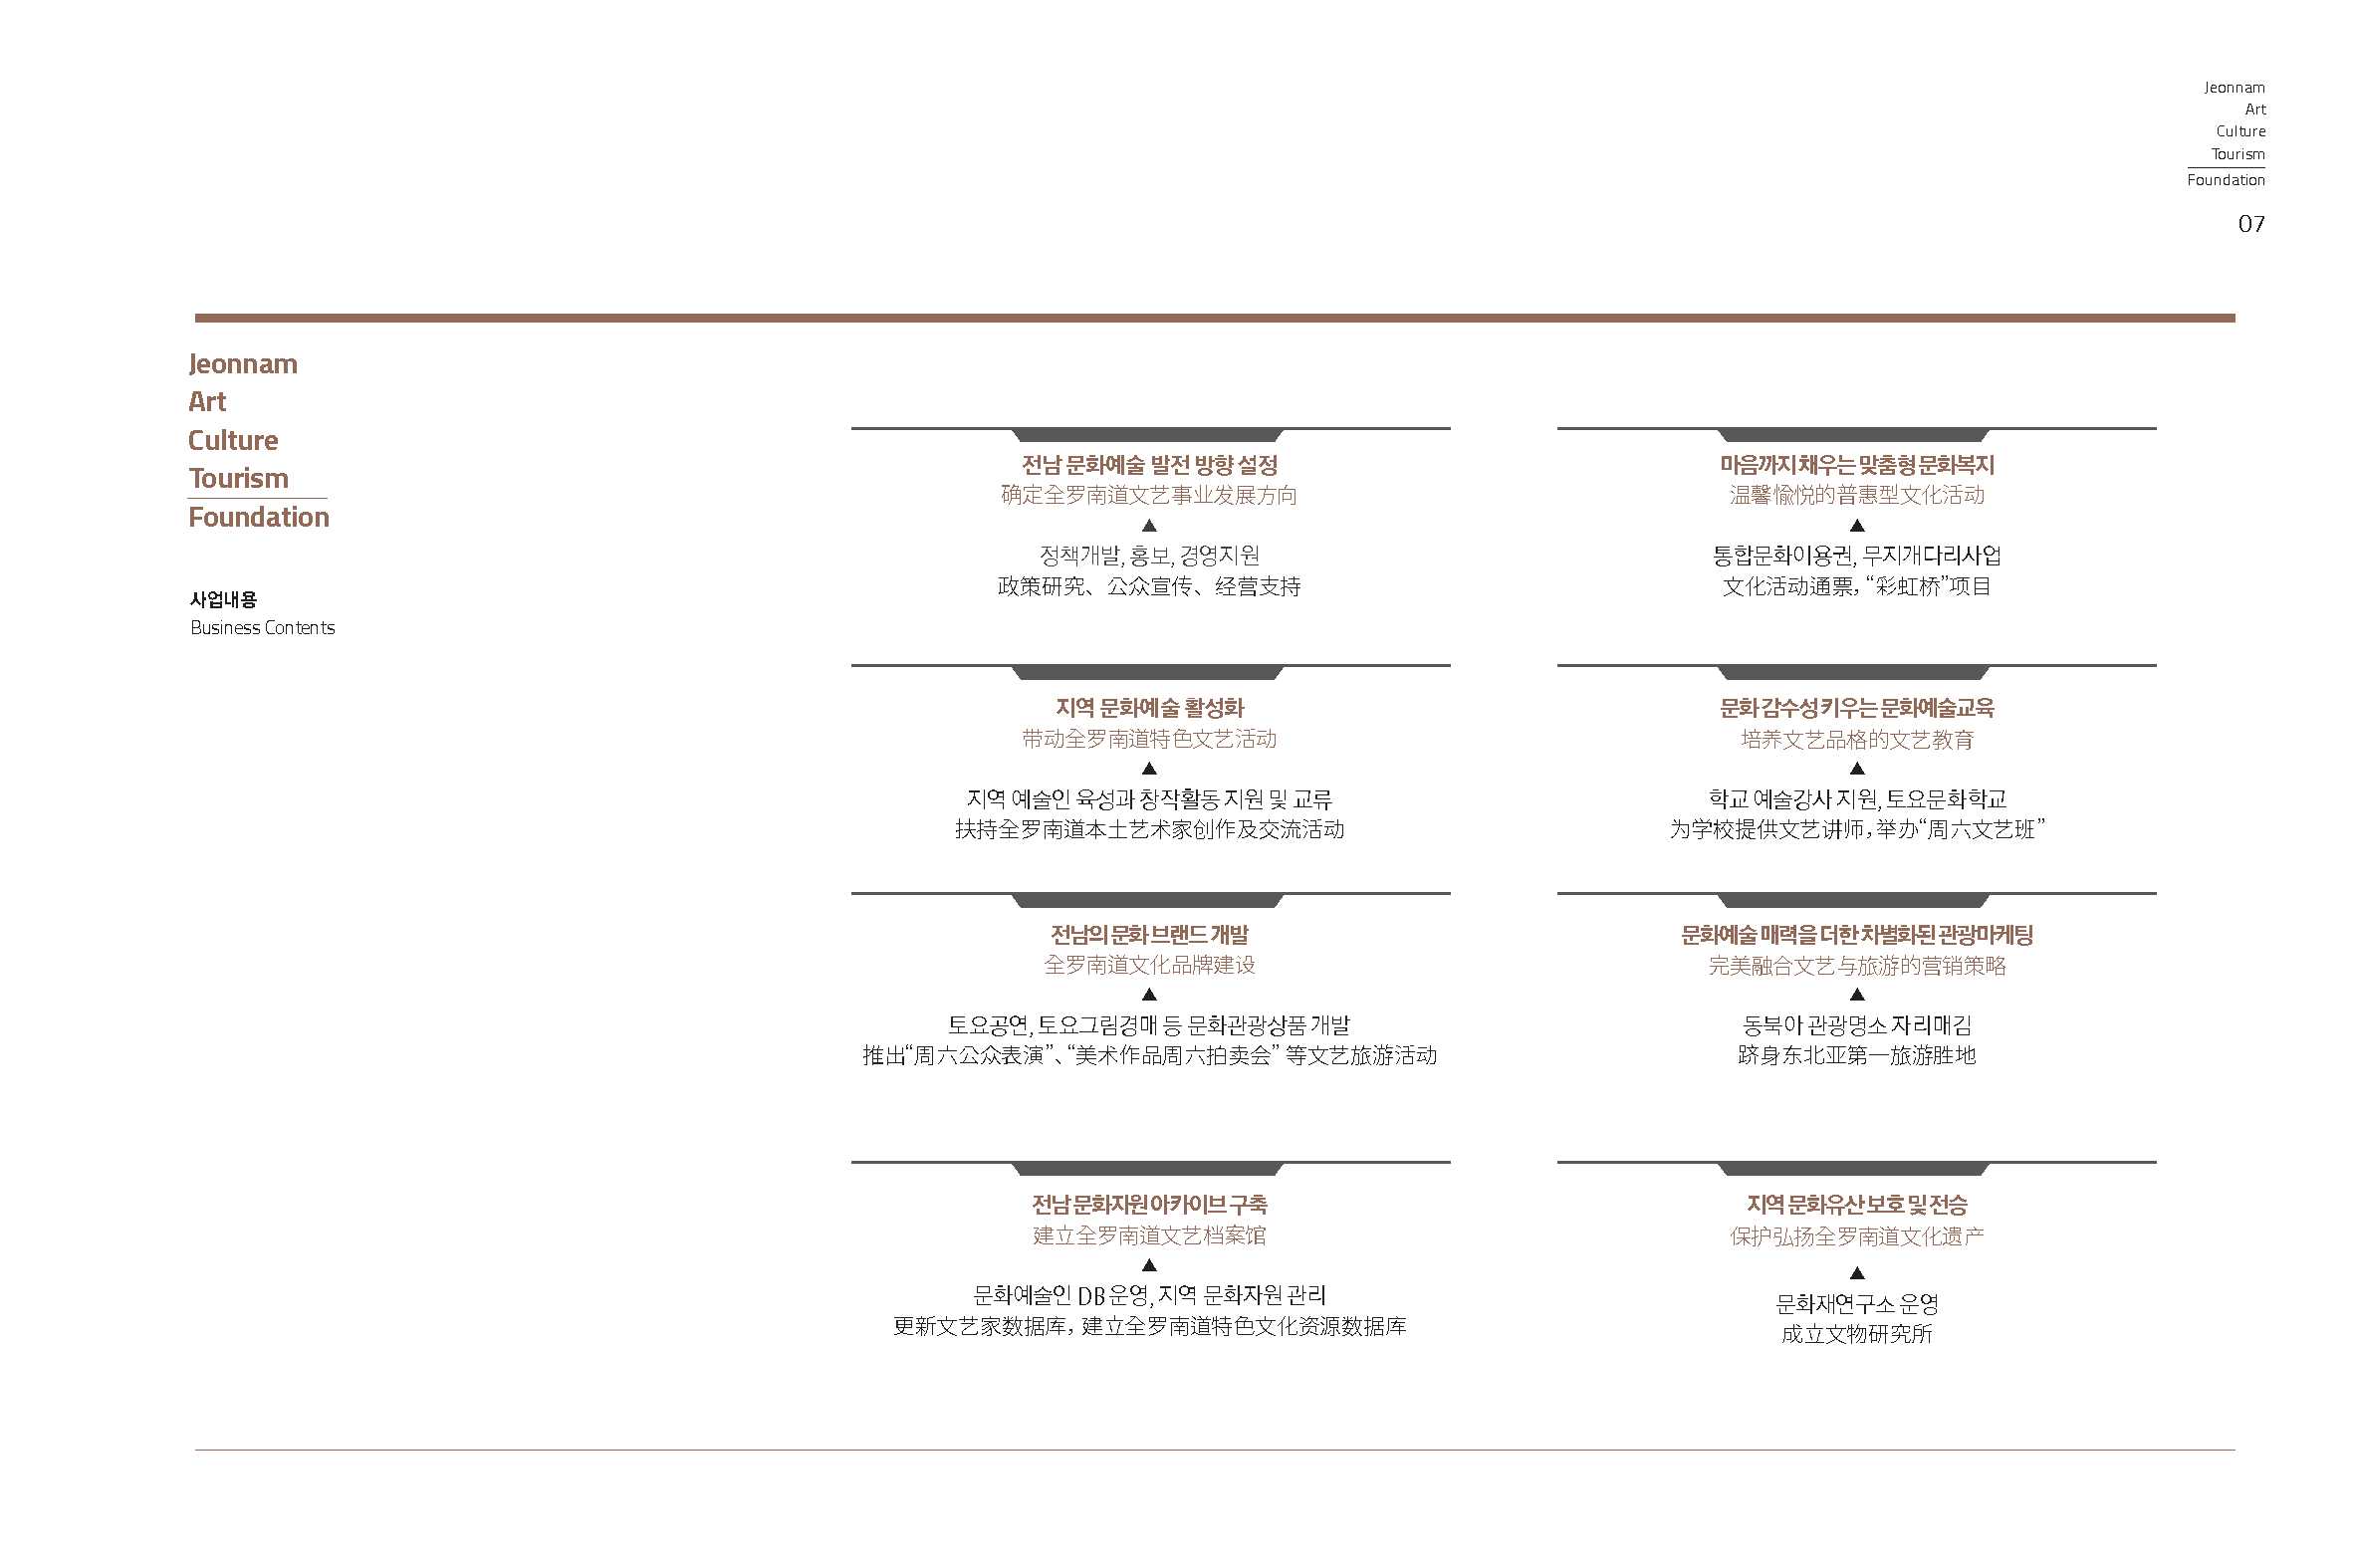 Jeonnam
Art
Culture
Tourism
Foundation
07
Jeonnam
Art
Culture
Tourism
Foundation
사업내용
Business Contents
전남 문화예술 발전 방향 설정
确定全罗南道文艺事业发展方向
▲
정책개발, 홍보, 경영지원
政策研究、公众宣传、经营支持
마음까지 채우는 맞춤형 문화복지
温馨愉悦的普惠型文化活动
▲
통합문화이용권, 무지개다리사업
文化活动通票，“彩虹桥”项目
지역 문화예술 활성화
带动全罗南道特色文艺活动
▲
지역 예술인 육성과 창작활동 지원 및 교류
扶持全罗南道本土艺术家创作及交流活动
문화 감수성 키우는 문화예술교육
培养文艺品格的文艺教育
▲
학교 예술강사 지원, 토요문화학교
为学校提供文艺讲师，举办“周六文艺班”
전남의 문화 브랜드 개발
全罗南道文化品牌建设
▲
토요공연, 토요그림경매 등 문화관광상품 개발
推出“周六公众表演”、“美术作品周六拍卖会” 等文艺旅游活动
문화예술 매력을 더한 차별화된 관광마케팅
完美融合文艺与旅游的营销策略
▲
동북아 관광명소 자리매김
跻身东北亚第一旅游胜地
전남 문화자원 아카이브 구축
建立全罗南道文艺档案馆
▲
문화예술인 DB 운영, 지역 문화자원 관리
更新文艺家数据库，建立全罗南道特色文化资源数据库
지역 문화유산 보호 및 전승
保护弘扬全罗南道文化遗产
▲
문화재연구소 운영
成立文物研究所